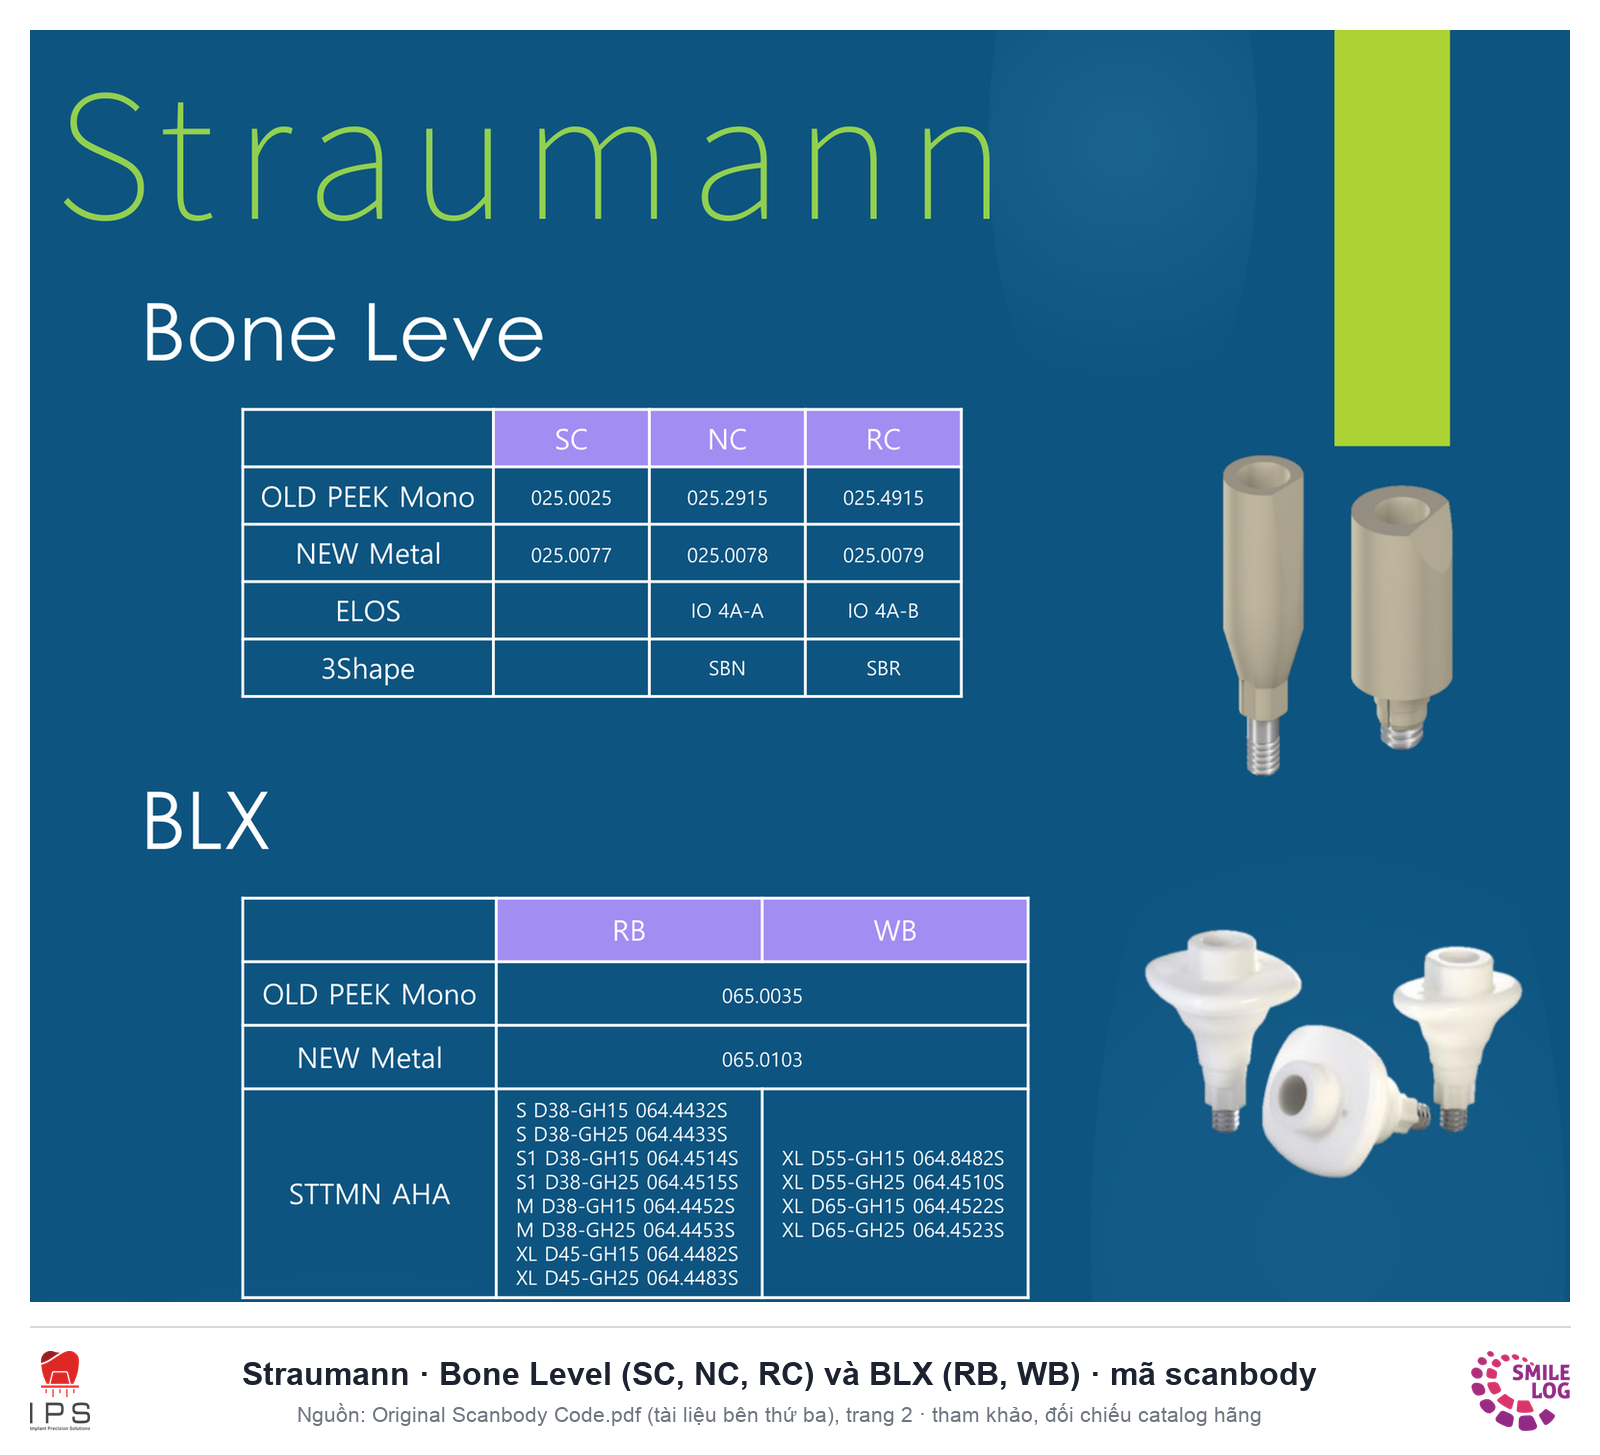 Straumann
Bone Leve
SC NC RC
OLD PEEK Mono 025.0025 025.2915 025.4915
NEW Metal 025.0077 025.0078 025.0079
ELOS IO 4A-A IO 4A-B
3Shape SBN SBR
BLX
RB WB
OLD PEEK Mono 065.0035
NEW Metal 065.0103
STTMN AHA
S D38-GH15 064.4432S
S D38-GH25 064.4433S
S1 D38-GH15 064.4514S
S1 D38-GH25 064.4515S
M D38-GH15 064.4452S
M D38-GH25 064.4453S
XL D45-GH15 064.4482S
XL D45-GH25 064.4483S
XL D55-GH15 064.8482S
XL D55-GH25 064.4510S
XL D65-GH15 064.4522S
XL D65-GH25 064.4523S
IPS
Implant Precision Solutions
Straumann · Bone Level (SC, NC, RC) và BLX (RB, WB) · mã scanbody
Nguồn: Original Scanbody Code.pdf (tài liệu bên thứ ba), trang 2 · tham khảo, đối chiếu catalog hãng
SMILE
LOG